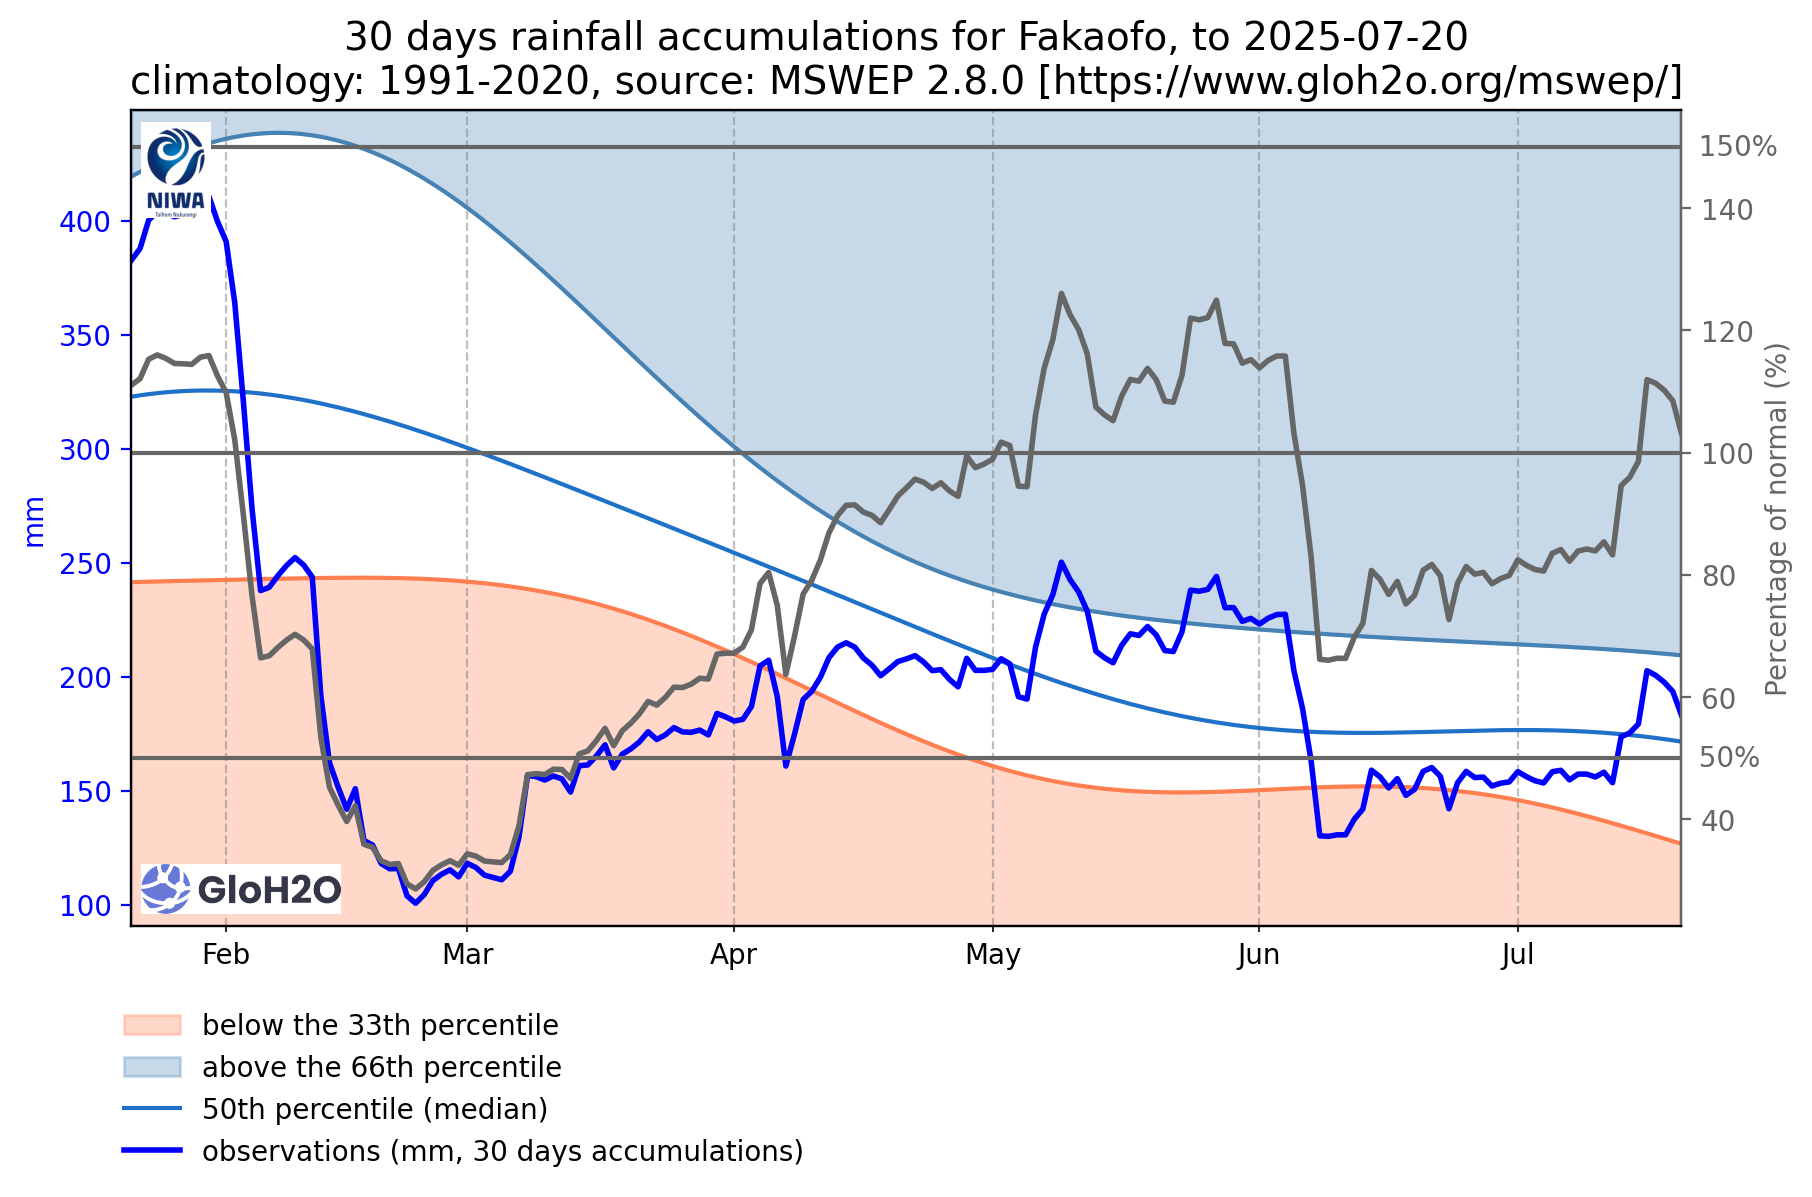 30 days rainfall accumulations for Fakaofo, to 2025-07-20
climatology: 1991-2020, source: MSWEP 2.8.0 [https://www.gloh2o.org/mswep/]
NIWA
Taihoro Nukurangi
mm
400
350
300
250
200
150
100
150%
140
120
100
80
60
50%
40
Percentage of normal (%)
GloH2O
Feb
Mar
Apr
May
Jun
Jul
below the 33th percentile
above the 66th percentile
50th percentile (median)
observations (mm, 30 days accumulations)